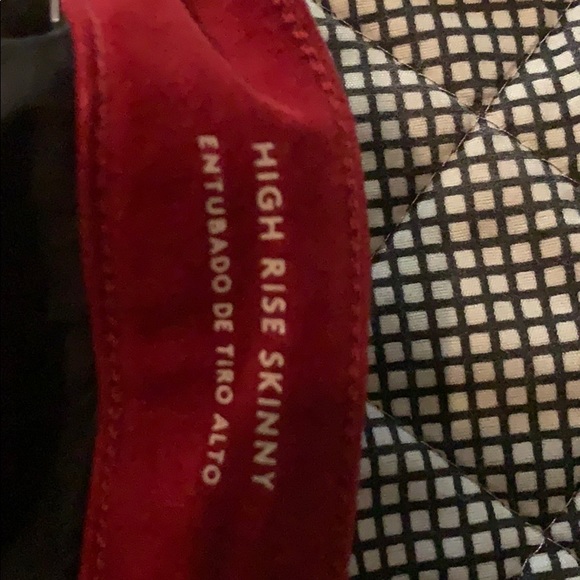 HIGH RISE SKINNY
ENTUBADO DE TIRO ALTO